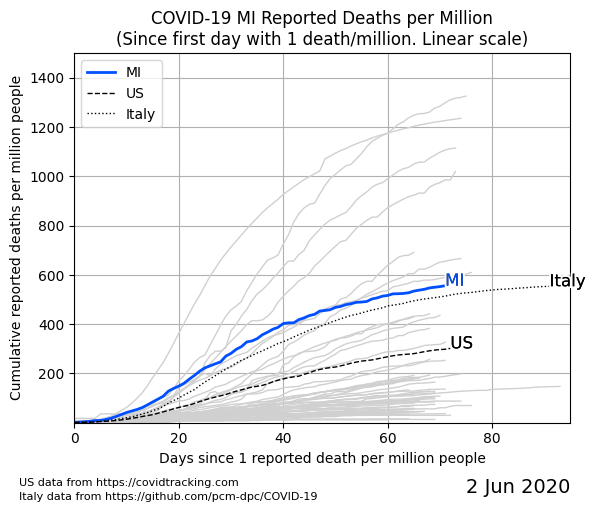 COVID-19 MI Reported Deaths per Million
(Since first day with 1 death/million. Linear scale)
Cumulative reported deaths per million people
1400
1200
1000
800
600
400
200
MI
US
Italy
MI
Italy
US
0
20
40
60
80
Days since 1 reported death per million people
US data from https://covidtracking.com
Italy data from https://github.com/pcm-dpc/COVID-19
2 Jun 2020